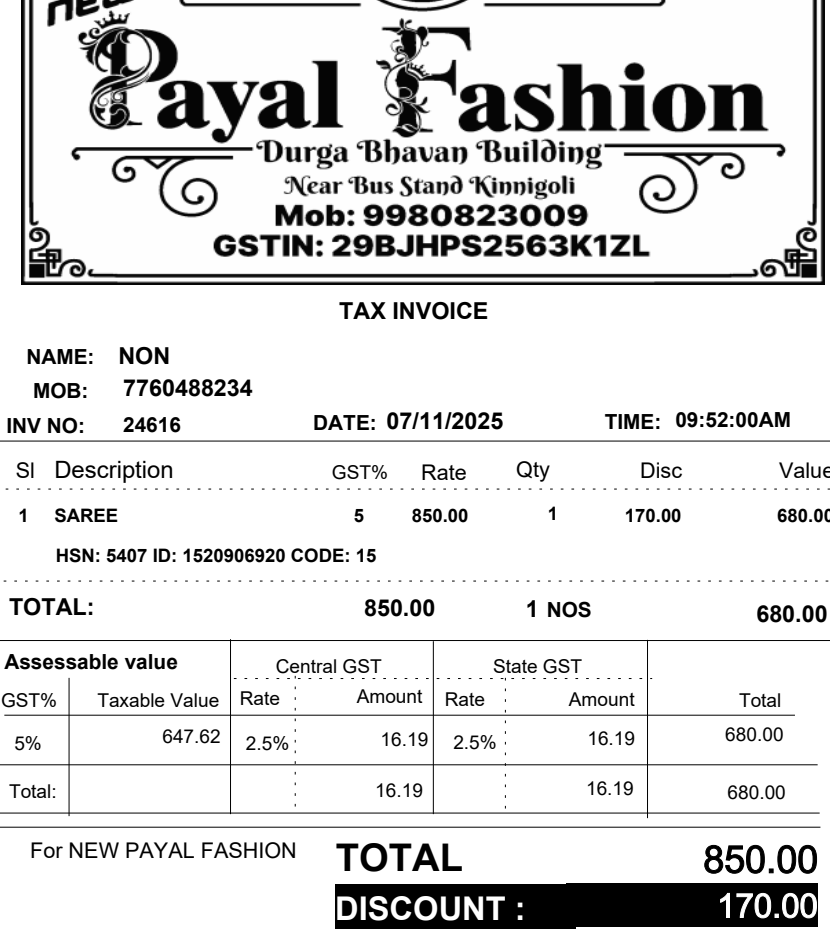 new
Payal Fashion
Durga Bhavan Building
Near Bus Stand Kinnigoli
Mob: 9980823009
GSTIN: 29BJHPS2563K1ZL
TAX INVOICE
NAME: NON
MOB: 7760488234
INV NO: 24616 DATE: 07/11/2025 TIME: 09:52:00AM
Sl Description GST% Rate Qty Disc Value
1 SAREE 5 850.00 1 170.00 680.00
HSN: 5407 ID: 1520906920 CODE: 15
TOTAL: 850.00 1 NOS 680.00
Assessable value Central GST State GST
GST% Taxable Value Rate Amount Rate Amount Total
5% 647.62 2.5% 16.19 2.5% 16.19 680.00
Total: 16.19 16.19 680.00
For NEW PAYAL FASHION TOTAL 850.00
DISCOUNT : 170.00